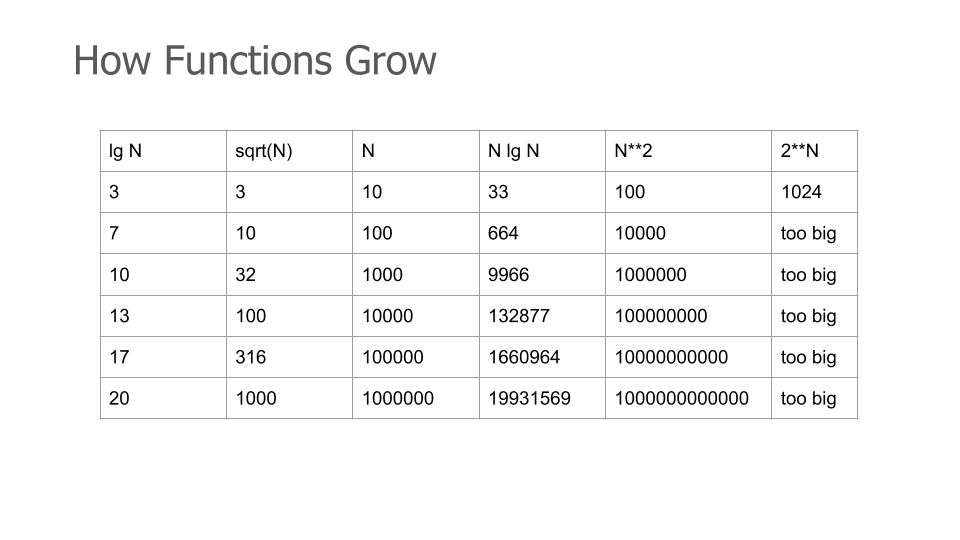 How Functions Grow
lg N sqrt(N) N N lg N N**2 2**N
3 3 10 33 100 1024
7 10 100 664 10000 too big
10 32 1000 9966 1000000 too big
13 100 10000 132877 100000000 too big
17 316 100000 1660964 10000000000 too big
20 1000 1000000 19931569 1000000000000 too big